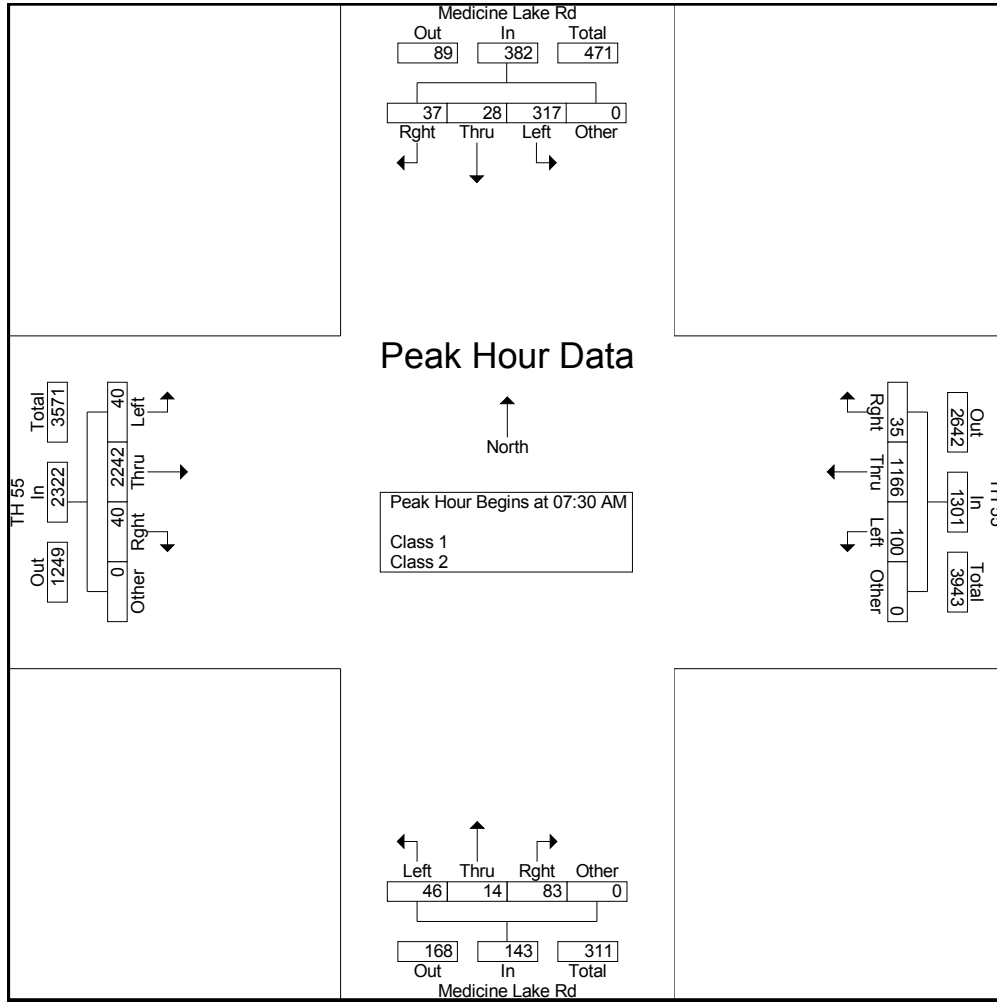 Medicine Lake Rd
Out In Total
89 382 471
37 28 317 0
Rght Thru Left Other
Peak Hour Data
North
Peak Hour Begins at 07:30 AM
Class 1
Class 2
TH 55
Out In Total
1249 2322 3571
40 2242 40 0
Left Thru Rght Other
TH 55
Out In Total
2642 1301 3943
35 1166 100 0
Rght Thru Left Other
Left Thru Rght Other
46 14 83 0
168 143 311
Out In Total
Medicine Lake Rd